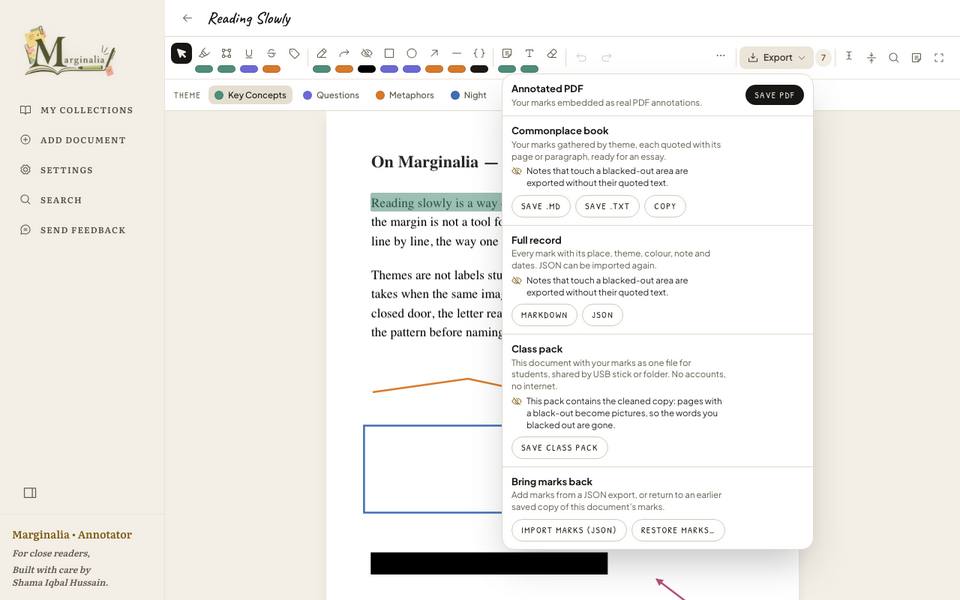 Marginalia
MY COLLECTIONS
ADD DOCUMENT
SETTINGS
SEARCH
SEND FEEDBACK
Marginalia • Annotator
For close readers,
Built with care by
Shama Iqbal Hussain.
Reading Slowly
Export
7
THEME
Key Concepts
Questions
Metaphors
Night
On Marginalia —
Reading slowly is a way
the margin is not a tool fo
line by line, the way one
Themes are not labels stu
takes when the same imag
closed door, the letter rea
the pattern before naming
Annotated PDF
Your marks embedded as real PDF annotations.
SAVE PDF
Commonplace book
Your marks gathered by theme, each quoted with its
page or paragraph, ready for an essay.
Notes that touch a blacked-out area are
exported without their quoted text.
SAVE .MD
SAVE .TXT
COPY
Full record
Every mark with its place, theme, colour, note and
dates. JSON can be imported again.
Notes that touch a blacked-out area are
exported without their quoted text.
MARKDOWN
JSON
Class pack
This document with your marks as one file for
students, shared by USB stick or folder. No accounts,
no internet.
This pack contains the cleaned copy: pages with
a black-out become pictures, so the words you
blacked out are gone.
SAVE CLASS PACK
Bring marks back
Add marks from a JSON export, or return to an earlier
saved copy of this document's marks.
IMPORT MARKS (JSON)
RESTORE MARKS…